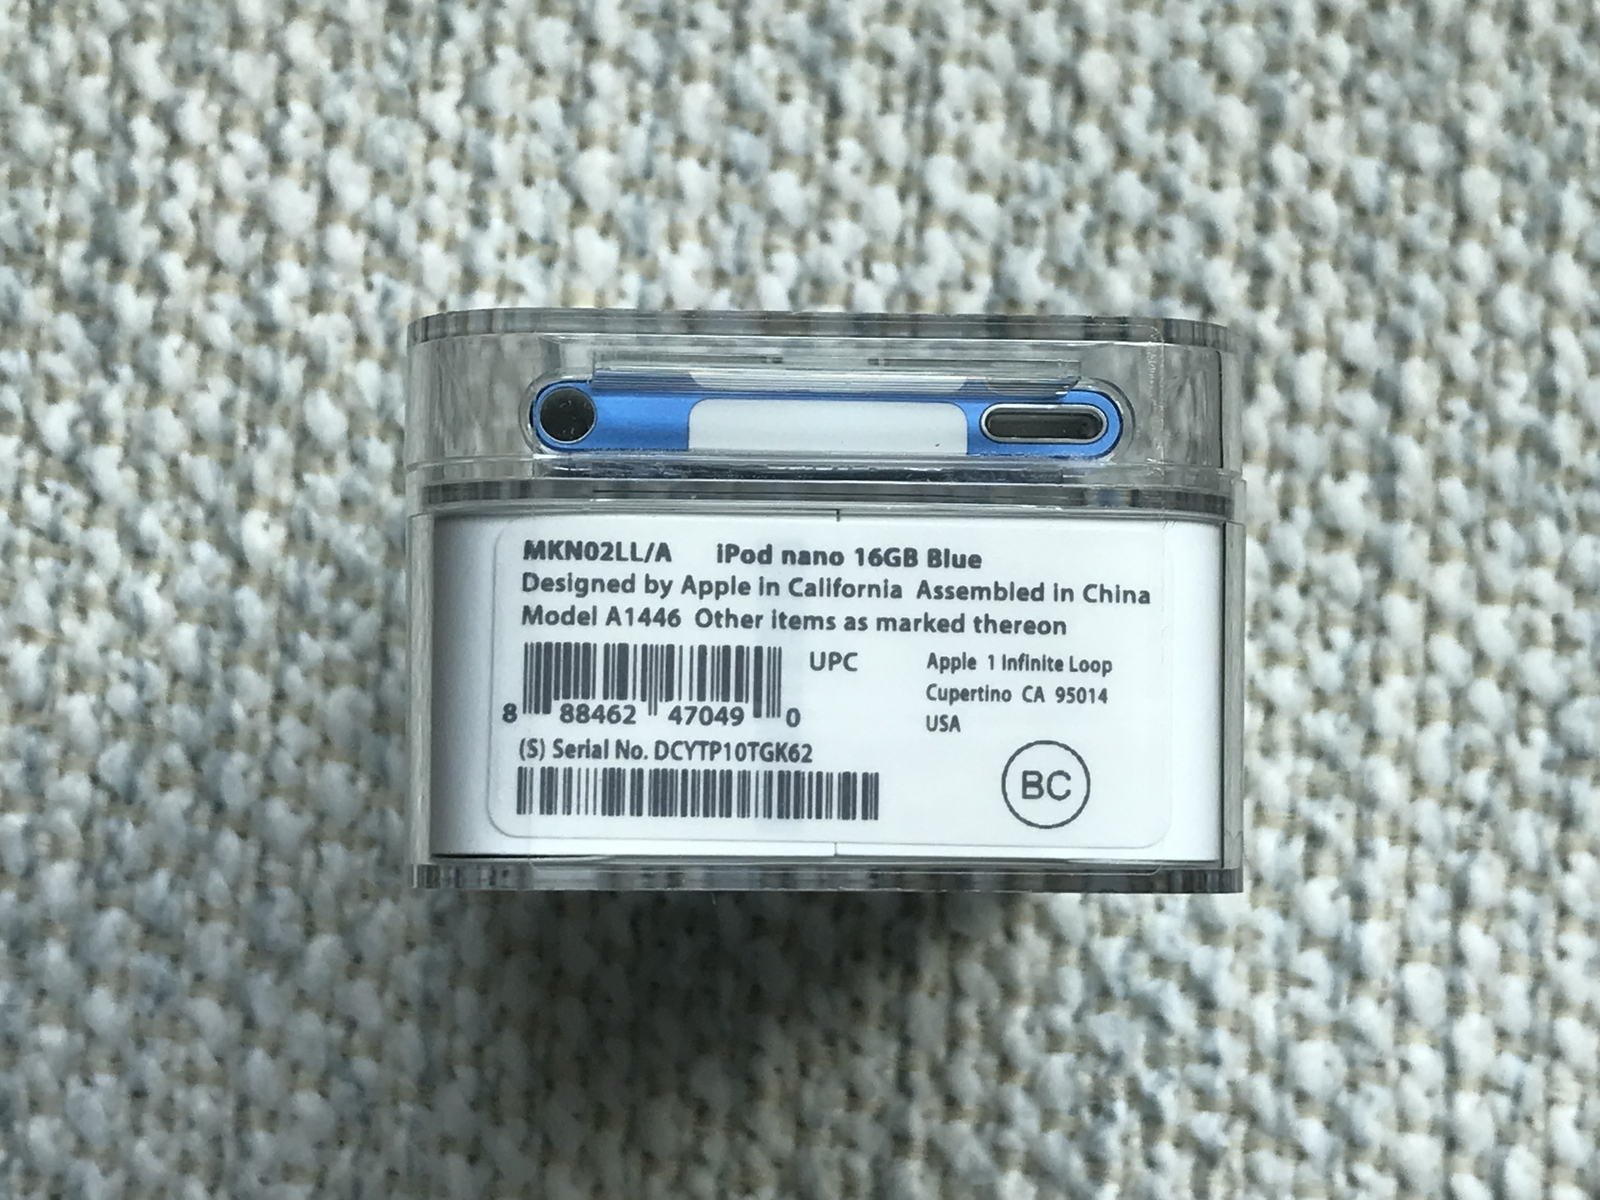 MKN02LL/A iPod nano 16GB Blue
Designed by Apple in California Assembled in China
Model A1446 Other items as marked thereon
UPC
8 88462 47049 0
(S) Serial No. DCYTP10TGK62
Apple 1 Infinite Loop
Cupertino CA 95014
USA
BC